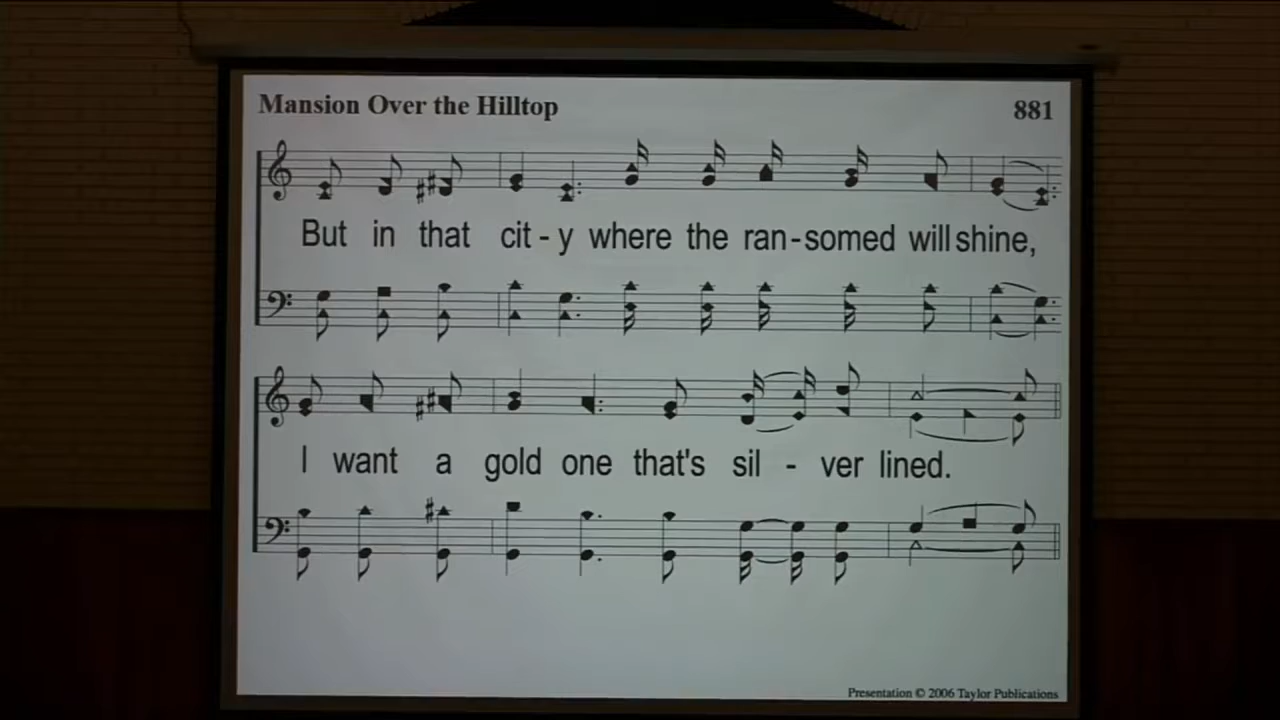 Mansion Over the Hilltop 881
But in that cit - y where the ran - somed will shine,
I want a gold one that's sil - ver lined.
Presentation © 2006 Taylor Publications